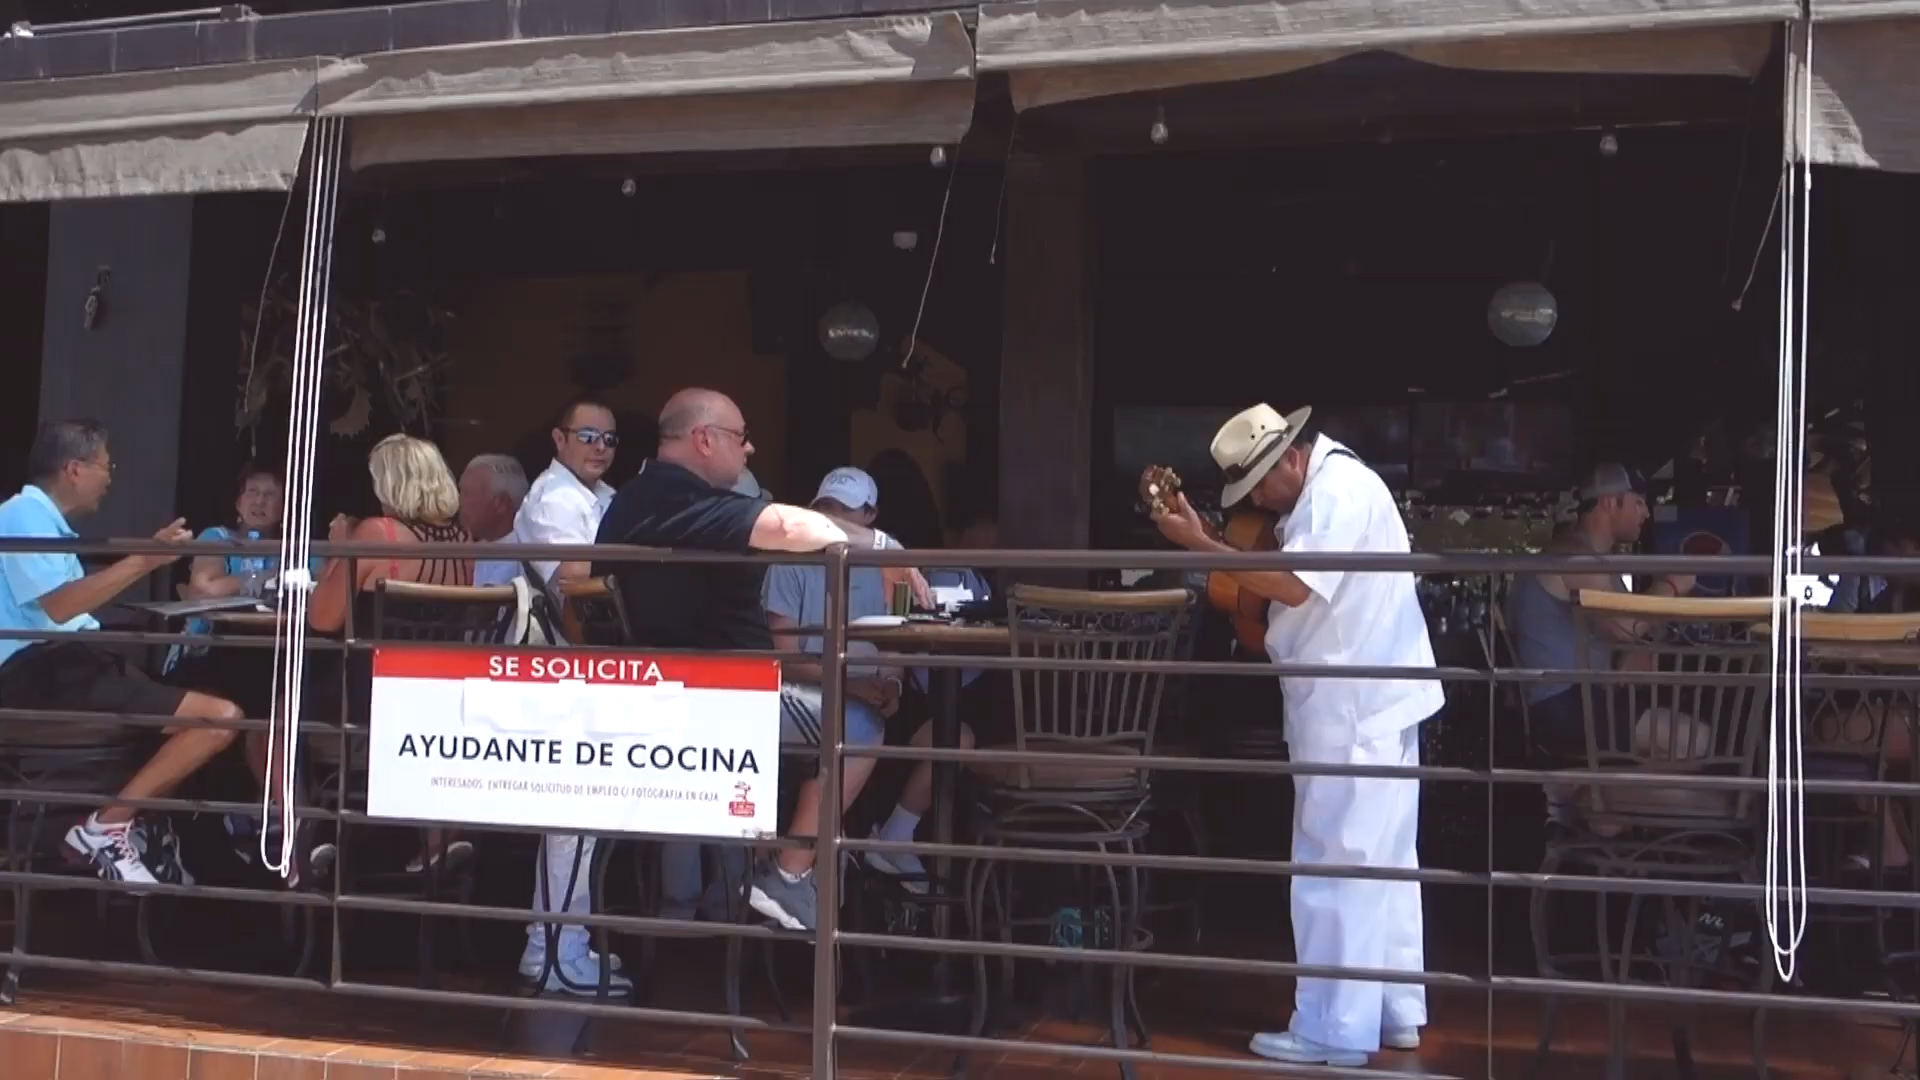 SE SOLICITA
AYUDANTE DE COCINA
INTERESADOS: ENTREGAR SOLICITUD DE EMPLEO C/ FOTOGRAFIA EN CAJA